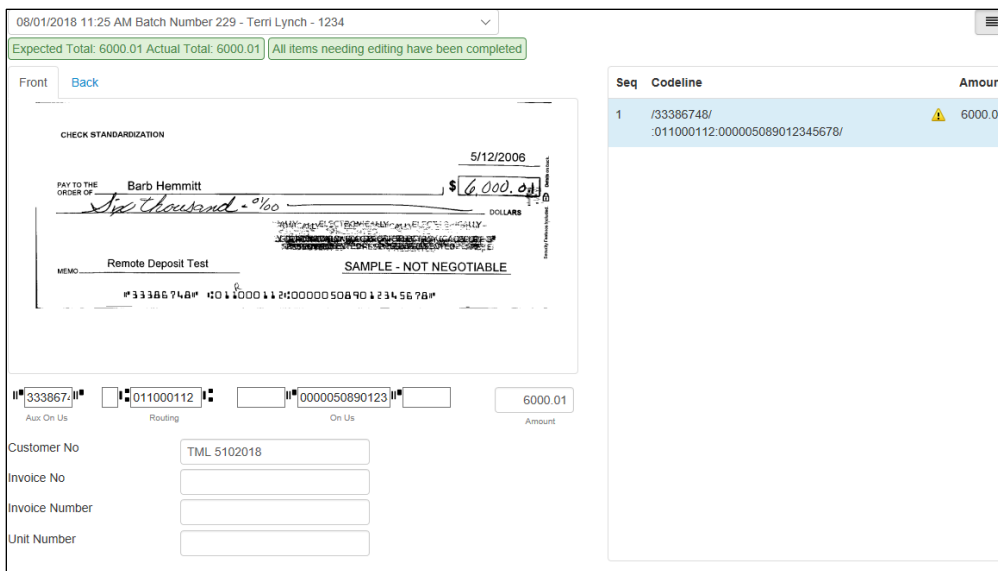 08/01/2018 11:25 AM Batch Number 229 - Terri Lynch - 1234
Expected Total: 6000.01 Actual Total: 6000.01 All items needing editing have been completed
Front Back
CHECK STANDARDIZATION
5/12/2006
PAY TO THE ORDER OF Barb Hemmitt $ 6,000.01
Six thousand - 01/00 DOLLARS
MEMO Remote Deposit Test SAMPLE - NOT NEGOTIABLE
R
⑈33386748⑈ ⑆011000112⑆000005089012345678⑈
⑈ 3338674 ⑈ ⑆ 011000112 ⑆ ⑈ 0000050890123 ⑈ 6000.01
Aux On Us Routing On Us Amount
Customer No TML 5102018
Invoice No
Invoice Number
Unit Number
Seq Codeline Amoun
1 /33386748/ 6000.0
:011000112:000005089012345678/